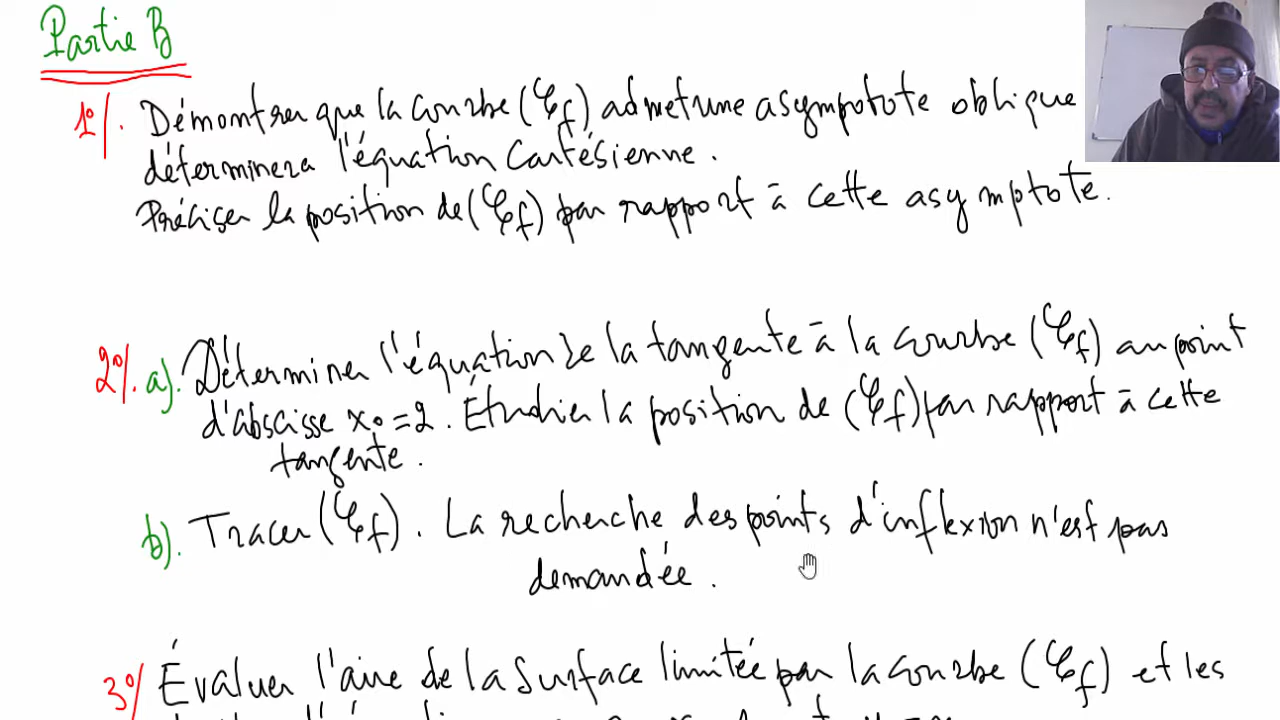 Partie B
1°/. Démontrer que la courbe (𝒞f) admet une asymptote oblique
déterminera l'équation Cartésienne.
Préciser la position de (𝒞f) par rapport à cette asymptote.
2°/. a). Déterminer l'équation de la tangente à la courbe (𝒞f) au point
d'abscisse x₀ = 2. Étudier la position de (𝒞f) par rapport à cette
tangente.
b). Tracer (𝒞f). La recherche des points d'inflexion n'est pas
demandée.
3°/ Évaluer l'aire de la Surface limitée par la courbe (𝒞f) et les